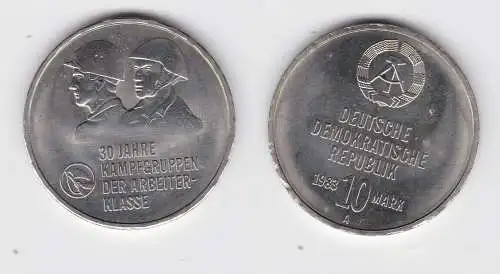 30 JAHRE
KAMPFGRUPPEN
DER ARBEITER-
KLASSE
DEUTSCHE
DEMOKRATISCHE
REPUBLIK
1983 10 MARK
A